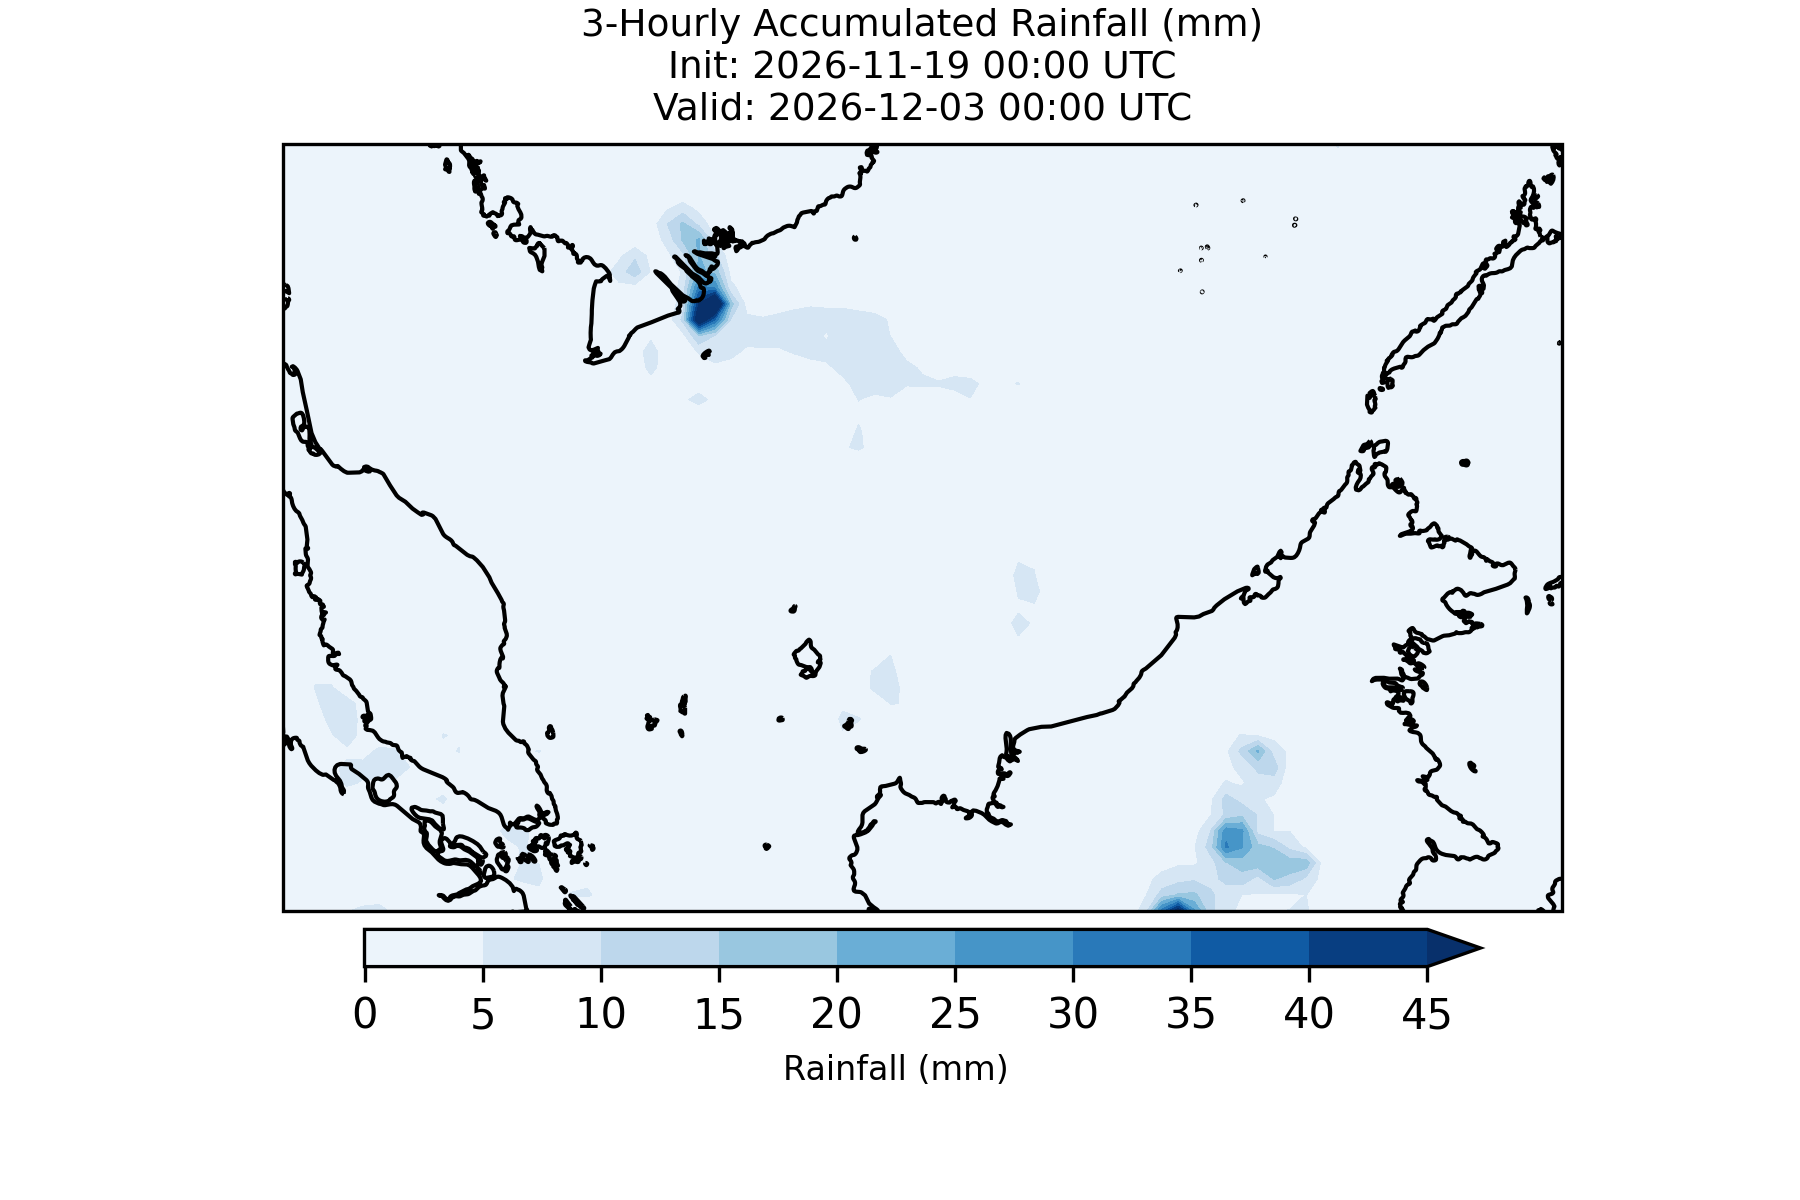 3-Hourly Accumulated Rainfall (mm)
Init: 2026-11-19 00:00 UTC
Valid: 2026-12-03 00:00 UTC
0 5 10 15 20 25 30 35 40 45
Rainfall (mm)